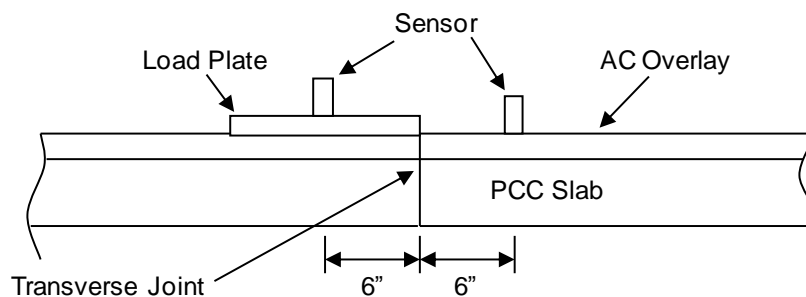 Sensor
Load Plate
AC Overlay
PCC Slab
Transverse Joint
6”
6”